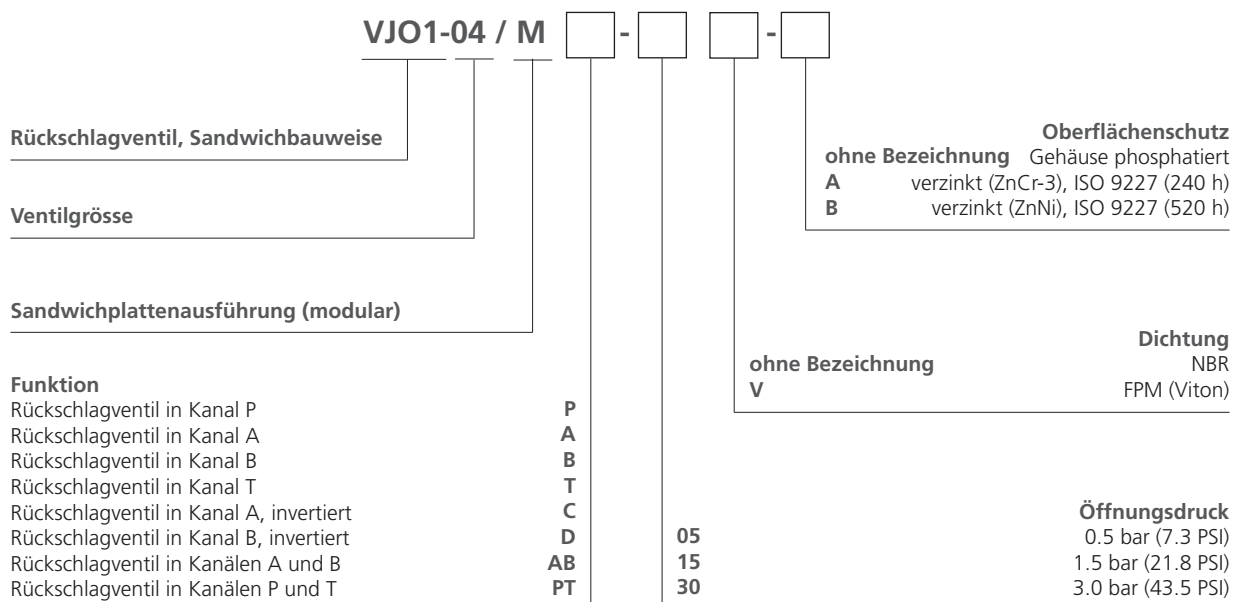 VJO1-04 / M - -
Rückschlagventil, Sandwichbauweise
Ventilgrösse
Sandwichplattenausführung (modular)
Funktion
Rückschlagventil in Kanal P P
Rückschlagventil in Kanal A A
Rückschlagventil in Kanal B B
Rückschlagventil in Kanal T T
Rückschlagventil in Kanal A, invertiert C
Rückschlagventil in Kanal B, invertiert D
Rückschlagventil in Kanälen A und B AB
Rückschlagventil in Kanälen P und T PT
Oberflächenschutz
ohne Bezeichnung Gehäuse phosphatiert
A verzinkt (ZnCr-3), ISO 9227 (240 h)
B verzinkt (ZnNi), ISO 9227 (520 h)
Dichtung
ohne Bezeichnung NBR
V FPM (Viton)
Öffnungsdruck
05 0.5 bar (7.3 PSI)
15 1.5 bar (21.8 PSI)
30 3.0 bar (43.5 PSI)